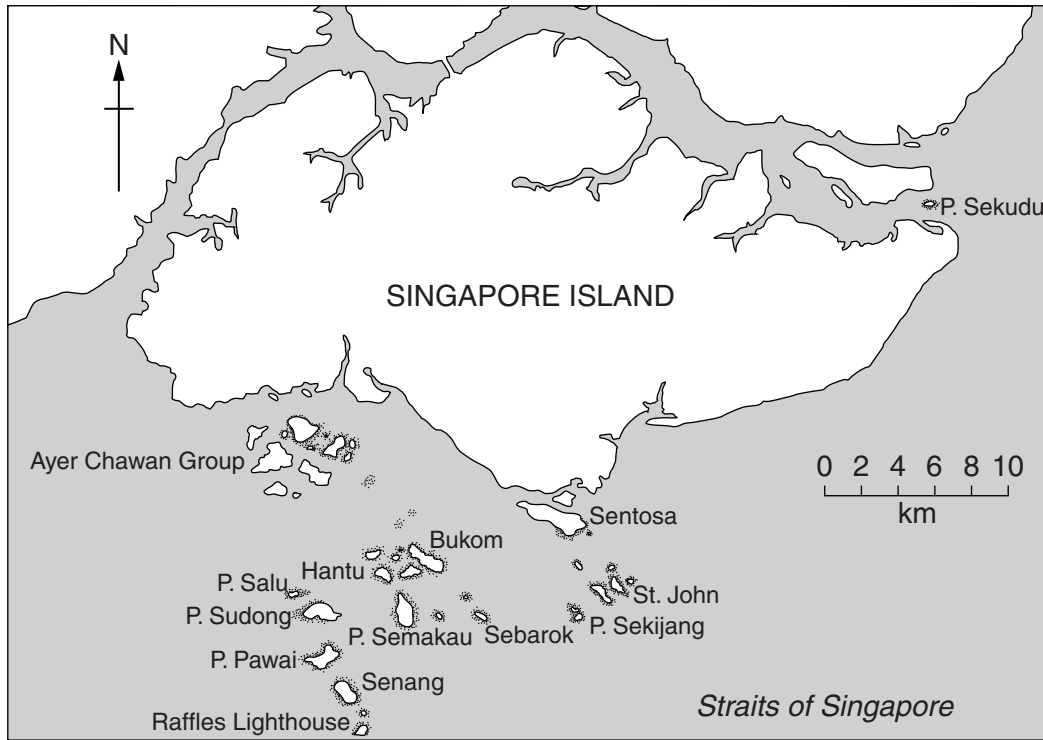 N
P. Sekudu
SINGAPORE ISLAND
Ayer Chawan Group
0 2 4 6 8 10
km
Sentosa
Bukom
Hantu
P. Salu
St. John
P. Sudong
P. Semakau
Sebarok
P. Sekijang
P. Pawai
Senang
Raffles Lighthouse
Straits of Singapore